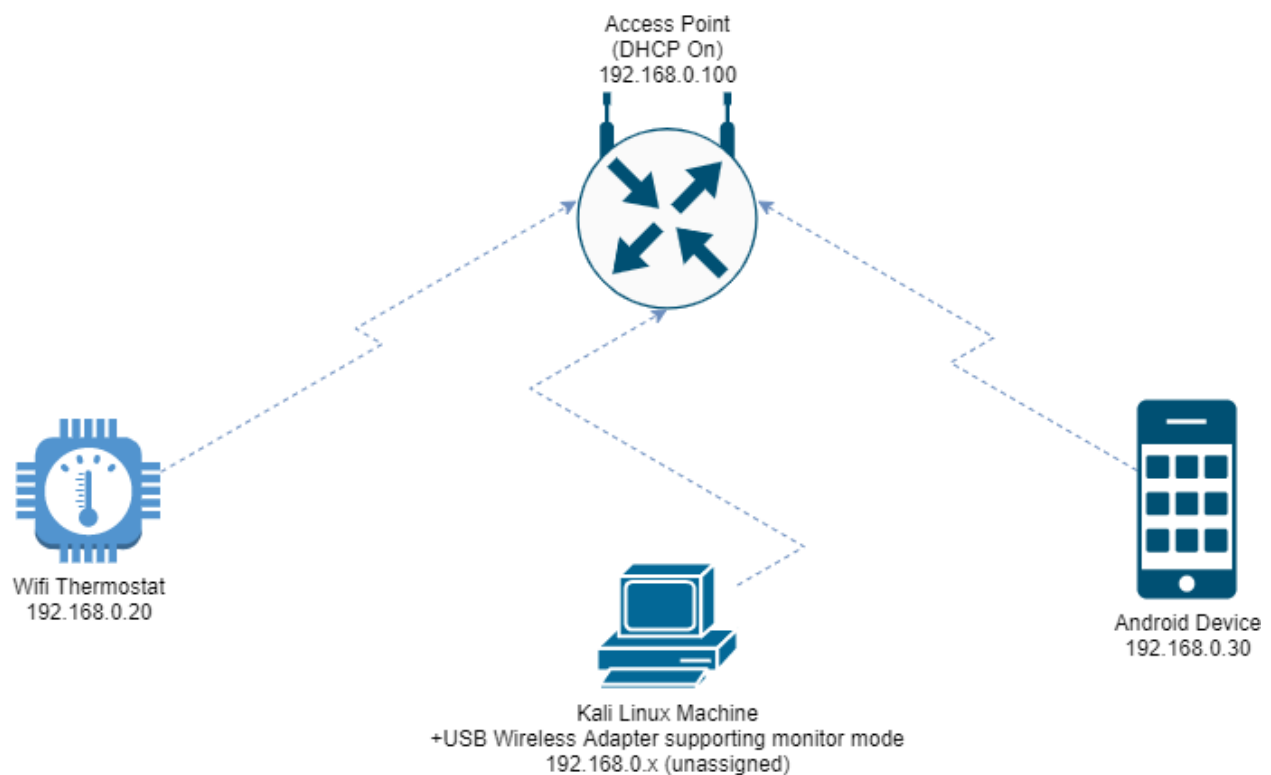 Access Point
(DHCP On)
192.168.0.100
Wifi Thermostat
192.168.0.20
Kali Linux Machine
+USB Wireless Adapter supporting monitor mode
192.168.0.x (unassigned)
Android Device
192.168.0.30